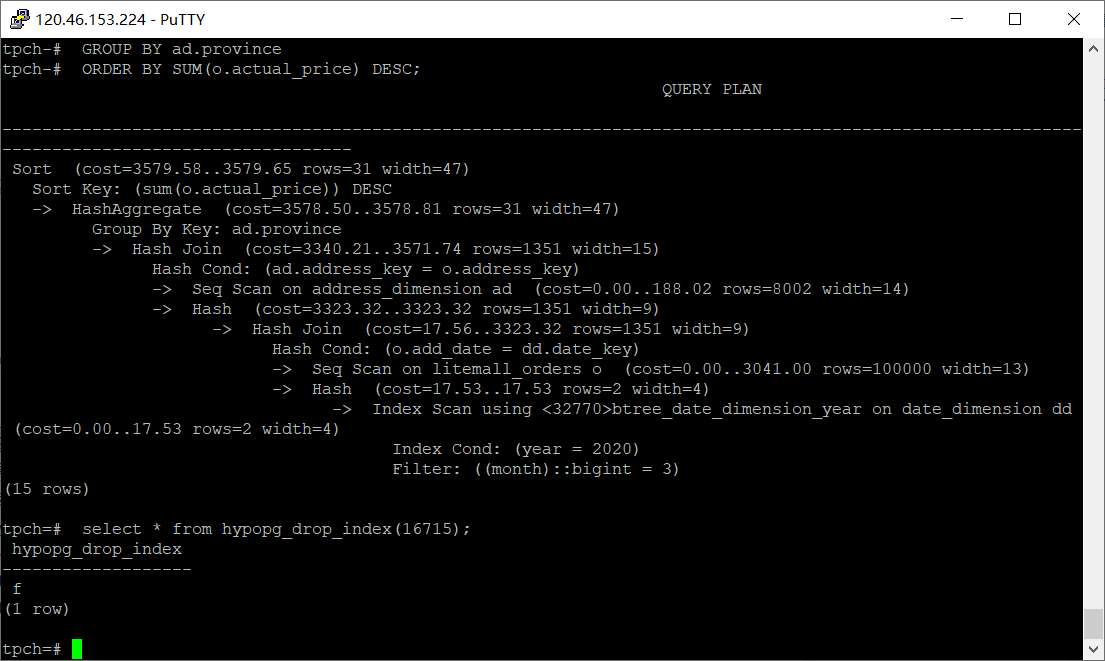 120.46.153.224 - PuTTY
tpch-#  GROUP BY ad.province
tpch-#  ORDER BY SUM(o.actual_price) DESC;
QUERY PLAN
------------------------------------------------------------------------------------------------------------
-----------------------------------
Sort  (cost=3579.58..3579.65 rows=31 width=47)
Sort Key: (sum(o.actual_price)) DESC
->  HashAggregate  (cost=3578.50..3578.81 rows=31 width=47)
Group By Key: ad.province
->  Hash Join  (cost=3340.21..3571.74 rows=1351 width=15)
Hash Cond: (ad.address_key = o.address_key)
->  Seq Scan on address_dimension ad  (cost=0.00..188.02 rows=8002 width=14)
->  Hash  (cost=3323.32..3323.32 rows=1351 width=9)
->  Hash Join  (cost=17.56..3323.32 rows=1351 width=9)
Hash Cond: (o.add_date = dd.date_key)
->  Seq Scan on litemall_orders o  (cost=0.00..3041.00 rows=100000 width=13)
->  Hash  (cost=17.53..17.53 rows=2 width=4)
->  Index Scan using <32770>btree_date_dimension_year on date_dimension dd
(cost=0.00..17.53 rows=2 width=4)
Index Cond: (year = 2020)
Filter: ((month)::bigint = 3)
(15 rows)
tpch=#  select * from hypopg_drop_index(16715);
hypopg_drop_index
-------------------
f
(1 row)
tpch=#